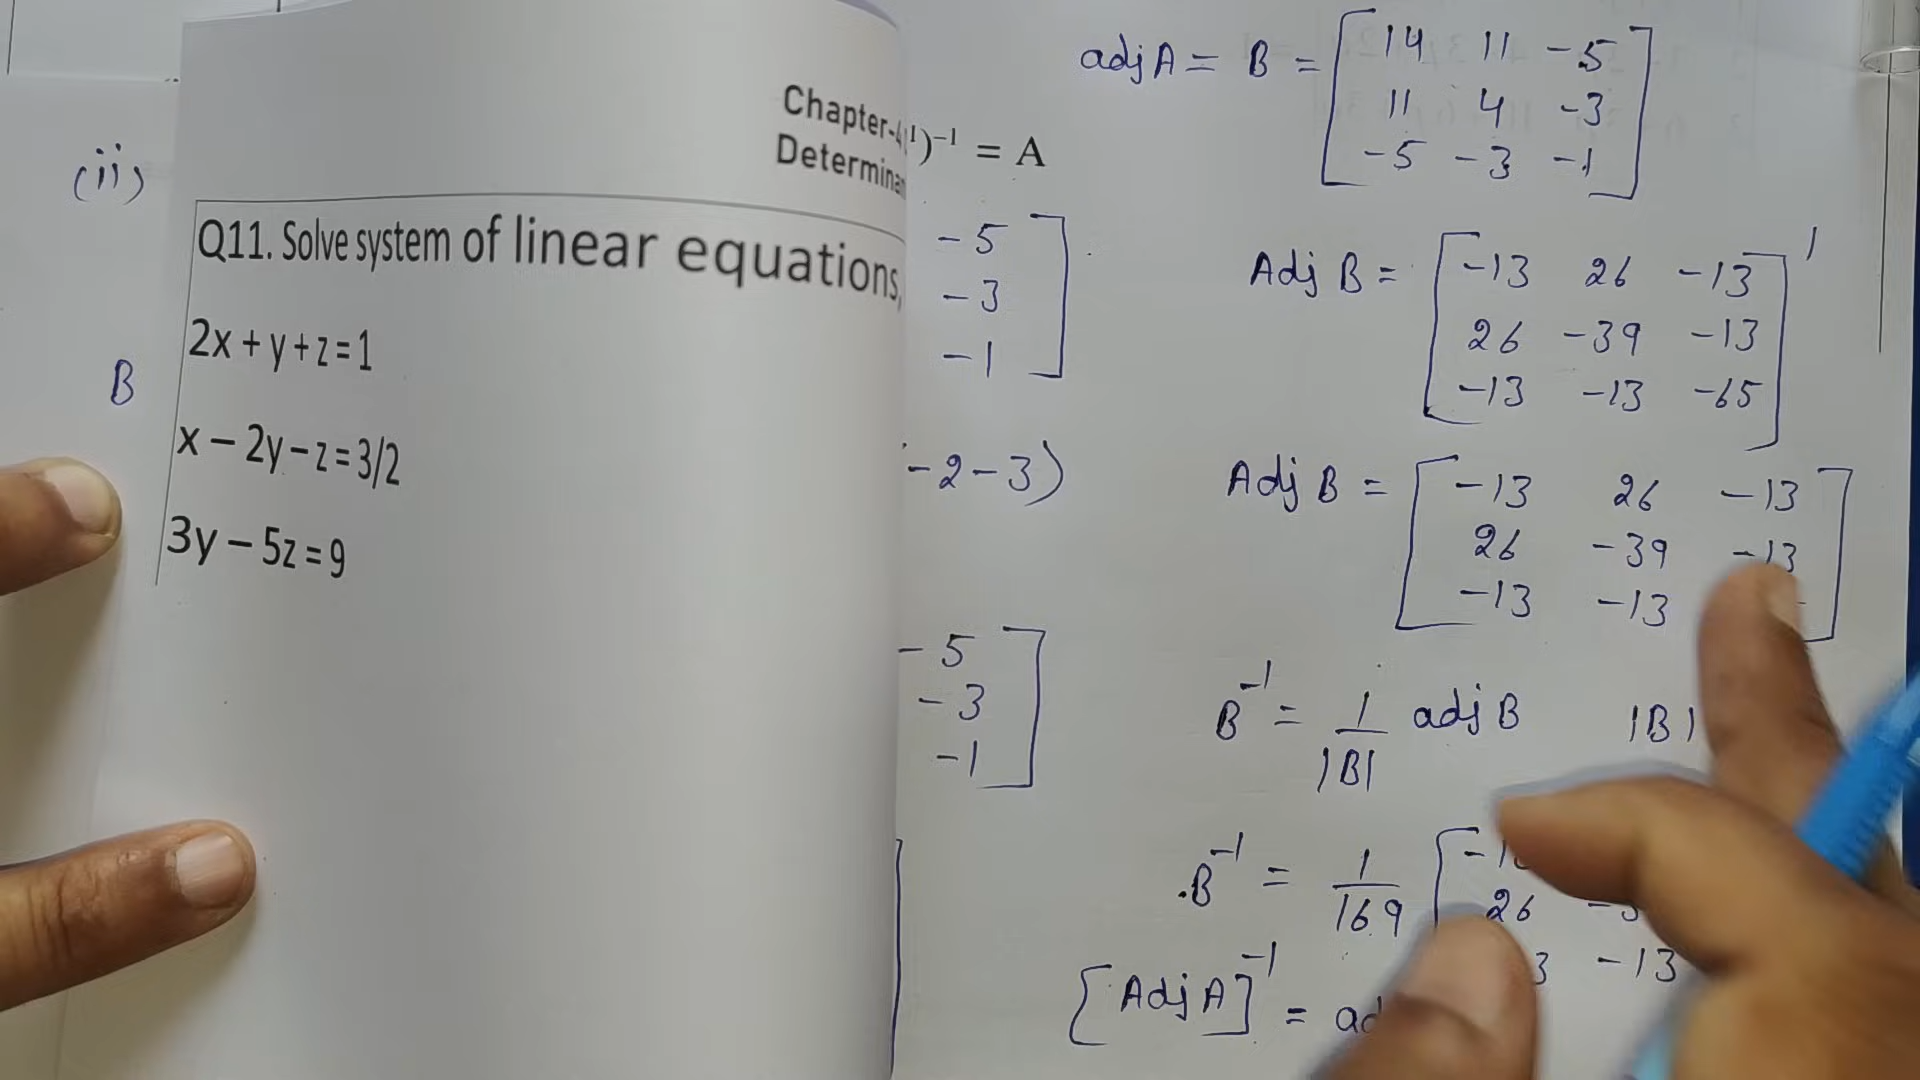 Chapter-4
Determinan
(ii)
Q11. Solve system of linear equations,
2x + y + z = 1
x – 2y – z = 3/2
3y – 5z = 9
B
)⁻¹ = A
- 5
- 3
- 1
- 2 - 3)
- 5
- 3
- 1
adj A = B = [ 14 11 -5
11 4 -3
-5 -3 -1 ]
Adj B = [ -13 26 -13
26 -39 -13
-13 -13 -65 ]'
Adj B = [ -13 26 -13
26 -39 -13
-13 -13
B⁻¹ = 1/|B| adj B |B|
B⁻¹ = 1/169 [
26
3 -13
[Adj A]⁻¹ = ad